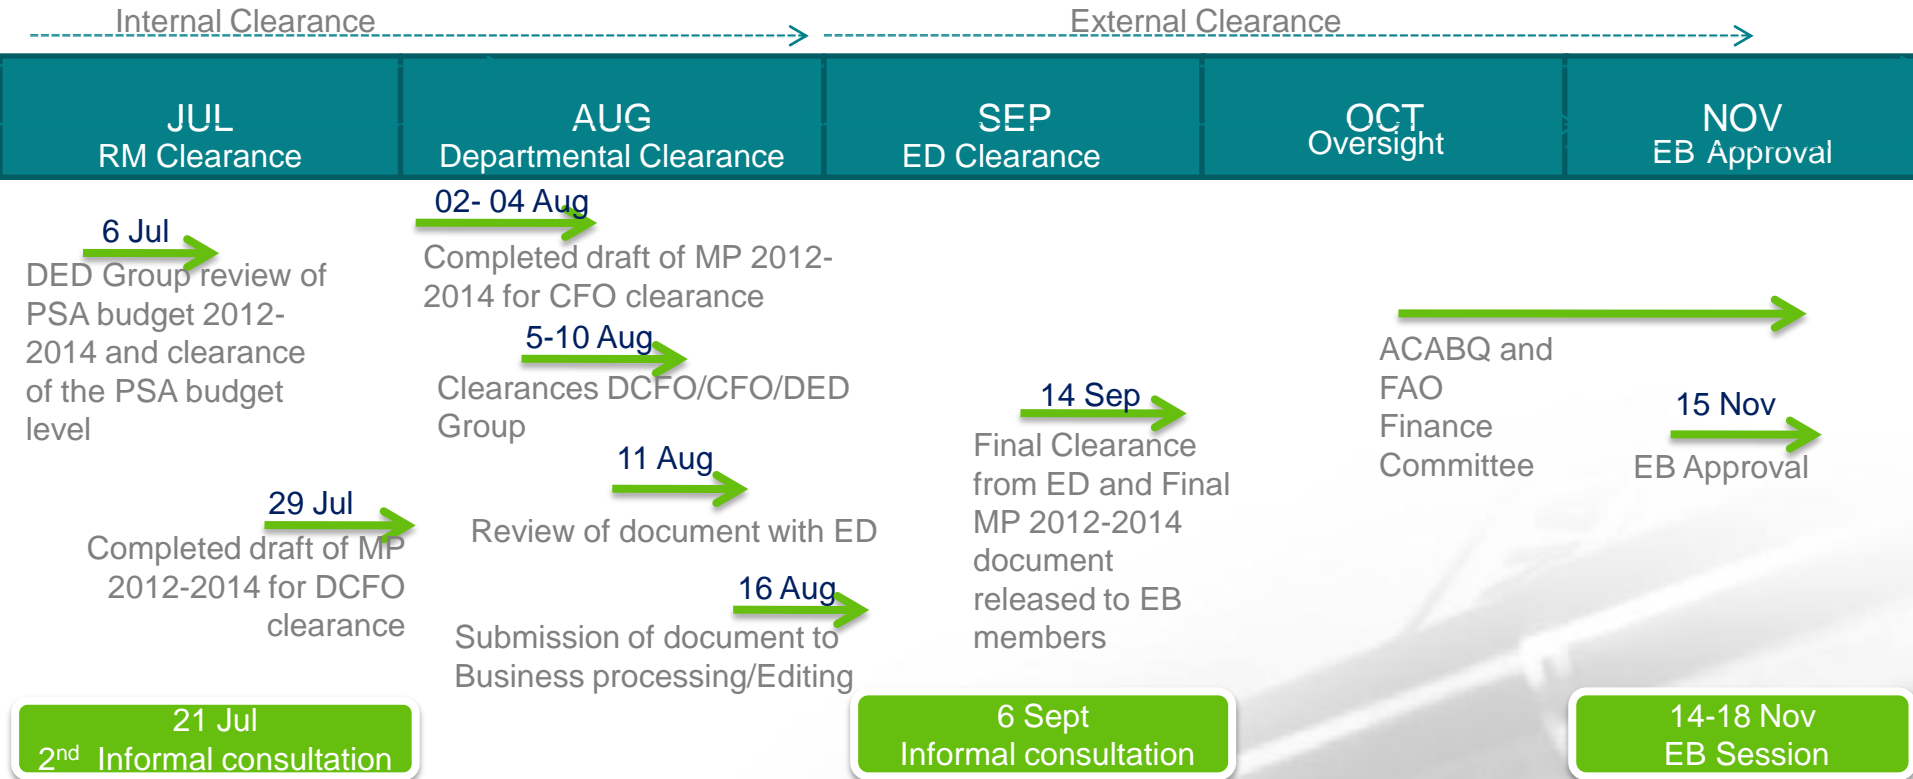 Internal Clearance
External Clearance
JUL
RM Clearance
AUG
Departmental Clearance
SEP
ED Clearance
OCT
Oversight
NOV
EB Approval
6 Jul
DED Group review of
PSA budget 2012-
2014 and clearance
of the PSA budget
level
29 Jul
Completed draft of MP
2012-2014 for DCFO
clearance
21 Jul
2nd Informal consultation
02- 04 Aug
Completed draft of MP 2012-
2014 for CFO clearance
5-10 Aug
Clearances DCFO/CFO/DED
Group
11 Aug
Review of document with ED
16 Aug
Submission of document to
Business processing/Editing
14 Sep
Final Clearance
from ED and Final
MP 2012-2014
document
released to EB
members
6 Sept
Informal consultation
ACABQ and
FAO
Finance
Committee
15 Nov
EB Approval
14-18 Nov
EB Session